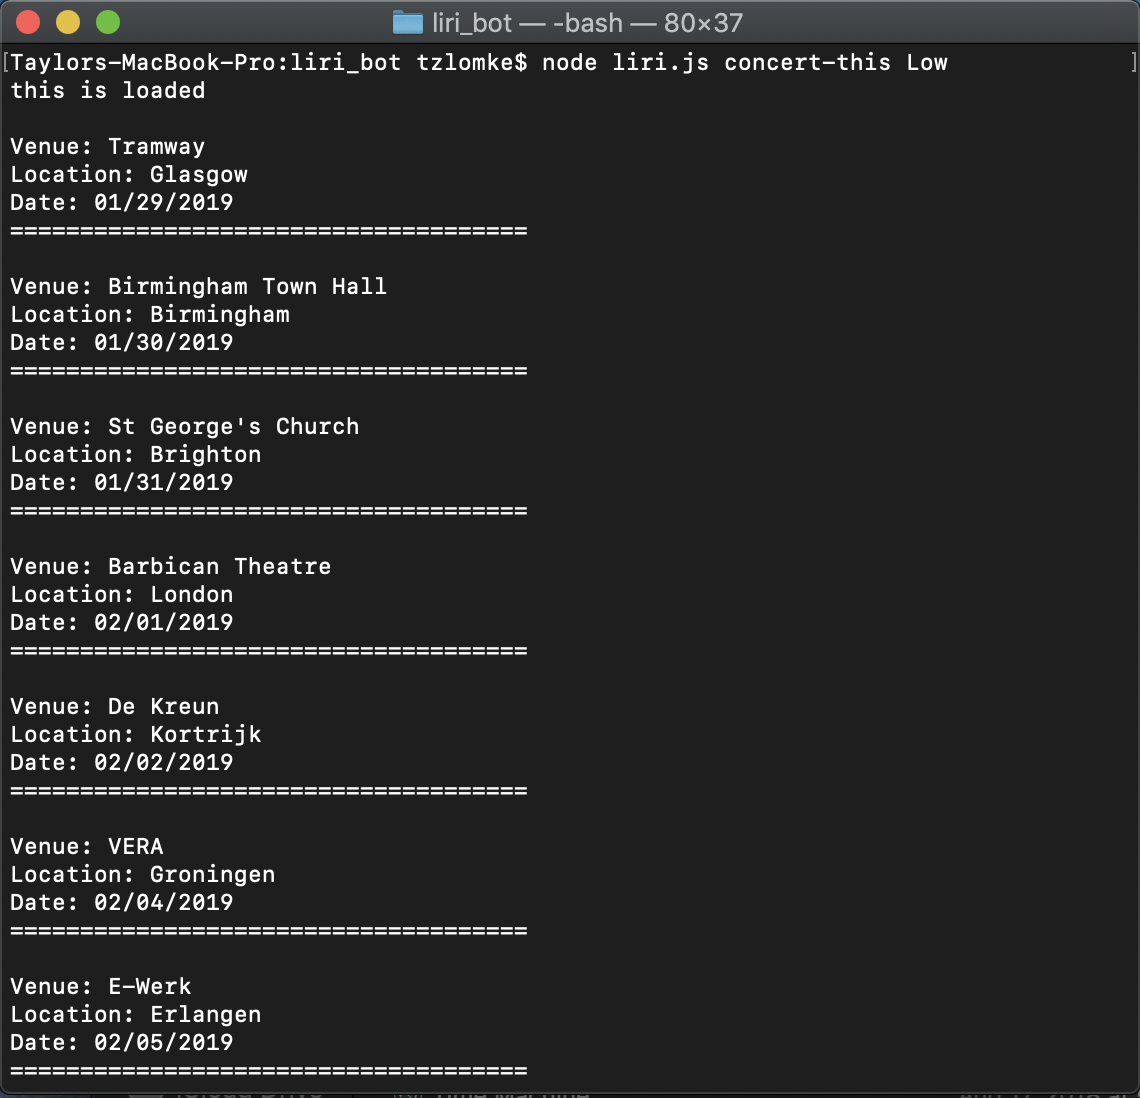 liri_bot — -bash — 80×37
[Taylors-MacBook-Pro:liri_bot tzlomke$ node liri.js concert-this Low ]
this is loaded
Venue: Tramway
Location: Glasgow
Date: 01/29/2019
=====================================
Venue: Birmingham Town Hall
Location: Birmingham
Date: 01/30/2019
=====================================
Venue: St George's Church
Location: Brighton
Date: 01/31/2019
=====================================
Venue: Barbican Theatre
Location: London
Date: 02/01/2019
=====================================
Venue: De Kreun
Location: Kortrijk
Date: 02/02/2019
=====================================
Venue: VERA
Location: Groningen
Date: 02/04/2019
=====================================
Venue: E-Werk
Location: Erlangen
Date: 02/05/2019
=====================================